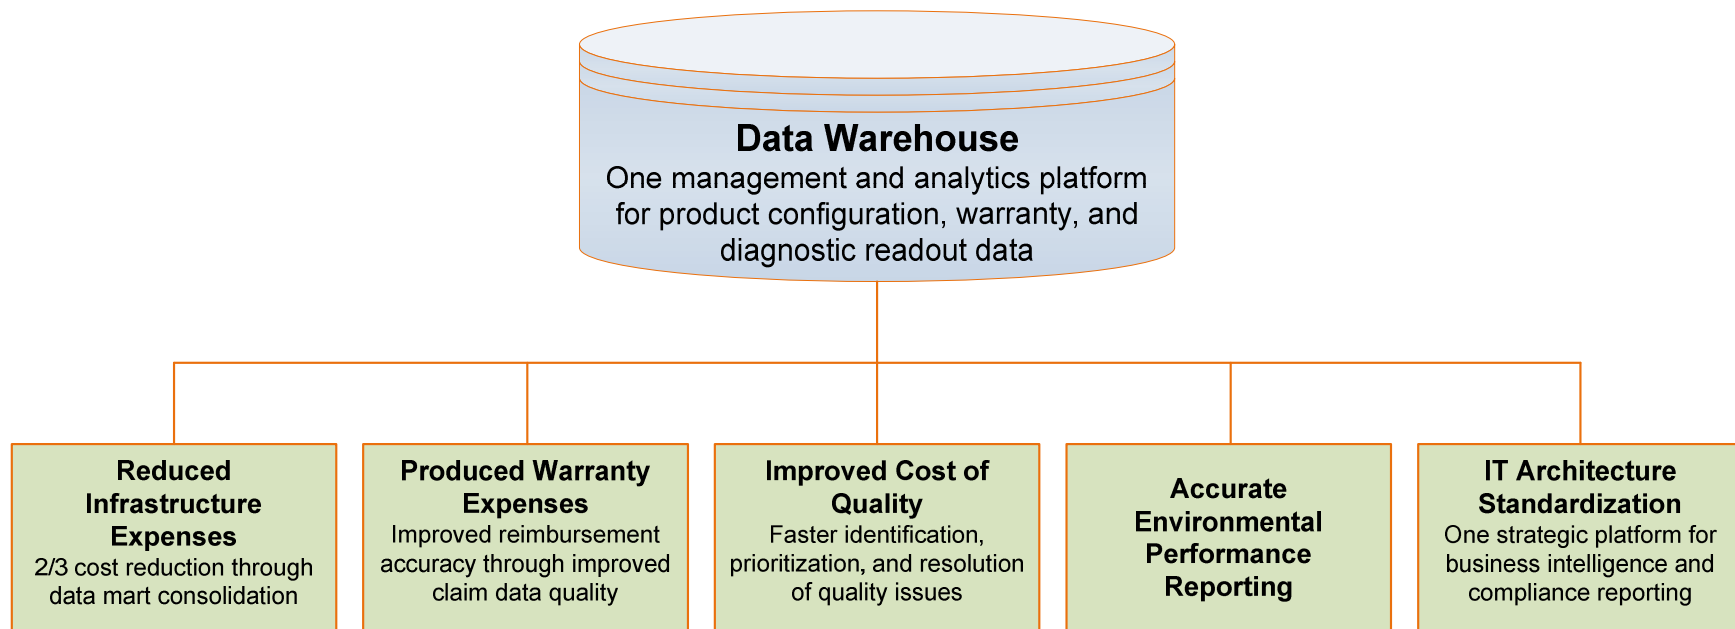 Data Warehouse
One management and analytics platform
for product configuration, warranty, and
diagnostic readout data
Reduced
Infrastructure
Expenses
2/3 cost reduction through
data mart consolidation
Produced Warranty
Expenses
Improved reimbursement
accuracy through improved
claim data quality
Improved Cost of
Quality
Faster identification,
prioritization, and resolution
of quality issues
Accurate
Environmental
Performance
Reporting
IT Architecture
Standardization
One strategic platform for
business intelligence and
compliance reporting